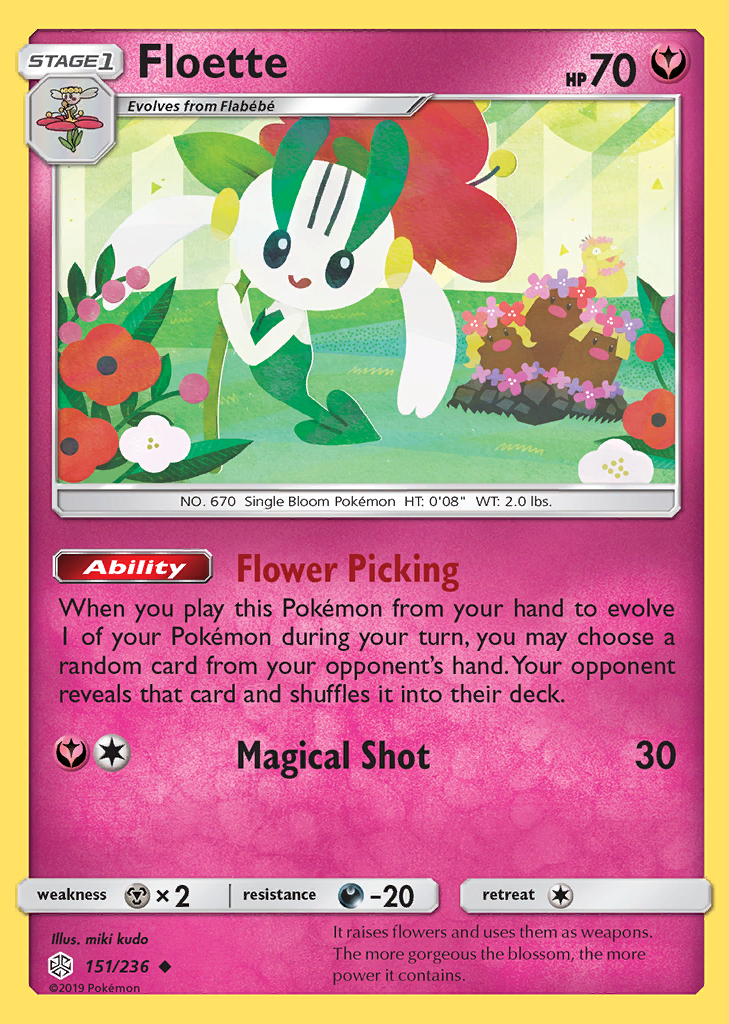 STAGE1
Floette
HP70
Evolves from Flabébé
NO. 670 Single Bloom Pokémon HT: 0'08" WT: 2.0 lbs.
Ability
Flower Picking
When you play this Pokémon from your hand to evolve
1 of your Pokémon during your turn, you may choose a
random card from your opponent's hand. Your opponent
reveals that card and shuffles it into their deck.
Magical Shot 30
weakness ×2 resistance -20 retreat
Illus. miki kudo
151/236
©2019 Pokémon
It raises flowers and uses them as weapons.
The more gorgeous the blossom, the more
power it contains.